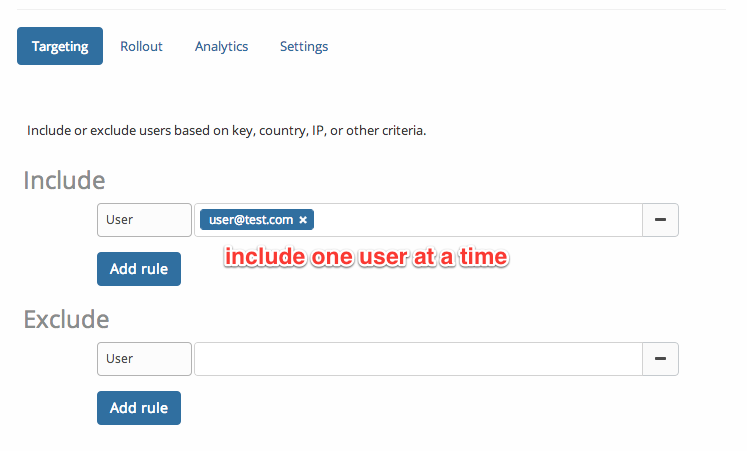 Targeting Rollout Analytics Settings
Include or exclude users based on key, country, IP, or other criteria.
Include
User user@test.com ×
Add rule
include one user at a time
Exclude
User
Add rule